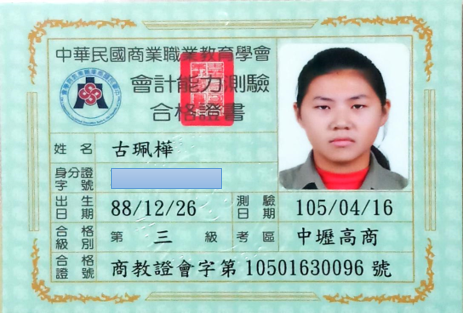 中華民國商業職業教育學會
會計能力測驗
合格證書
姓名 古珮樺
身分證字號
出生日期 88/12/26 測驗日期 105/04/16
合格級別 第 三 級 考區 中壢高商
合格證號 商教證會字第 10501630096 號